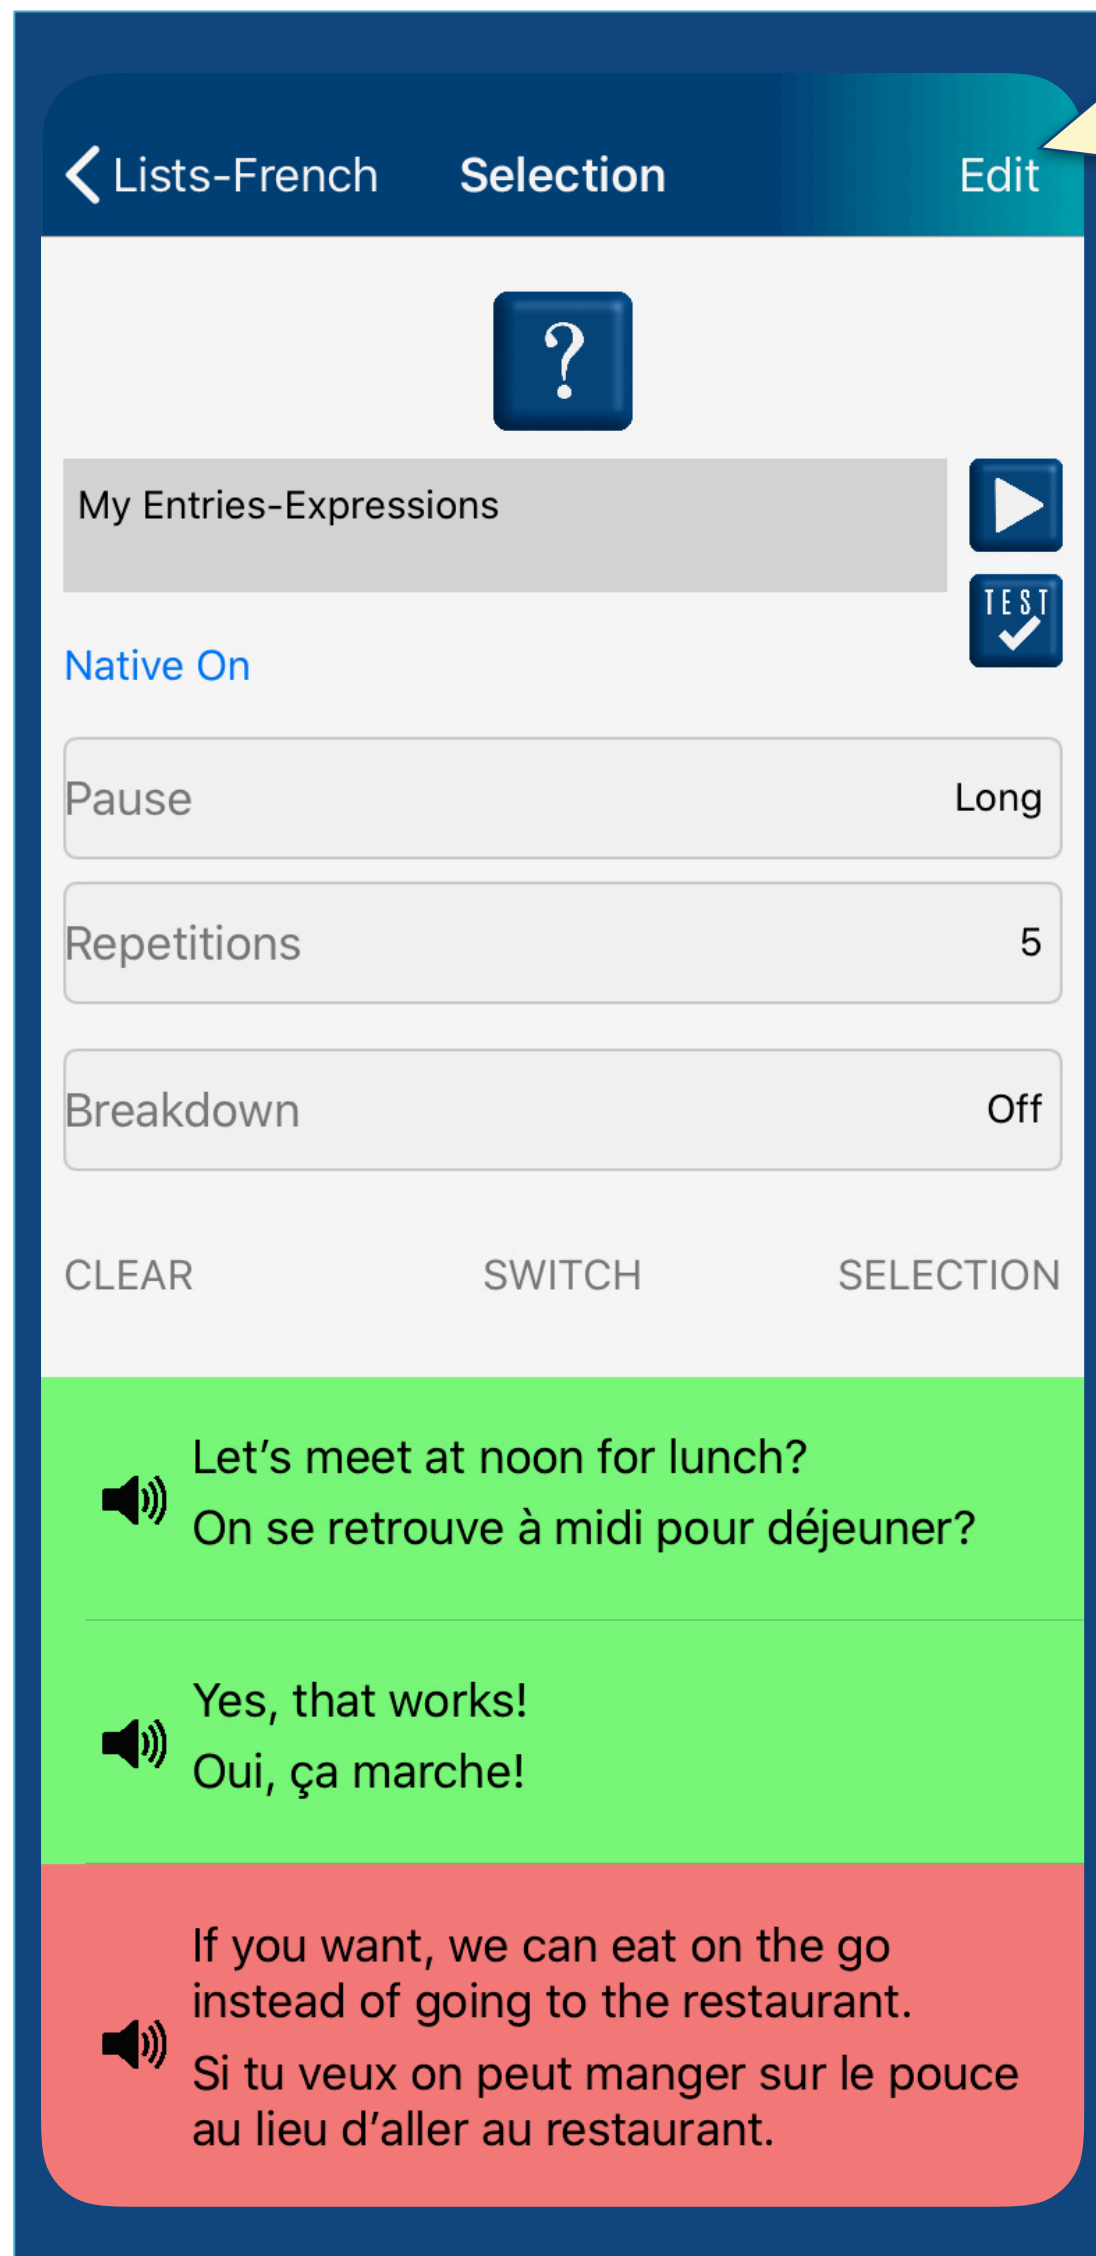 Lists-French Selection Edit
?
My Entries-Expressions
TEST
Native On
Pause Long
Repetitions 5
Breakdown Off
CLEAR SWITCH SELECTION
Let’s meet at noon for lunch?
On se retrouve à midi pour déjeuner?
Yes, that works!
Oui, ça marche!
If you want, we can eat on the go
instead of going to the restaurant.
Si tu veux on peut manger sur le pouce
au lieu d’aller au restaurant.